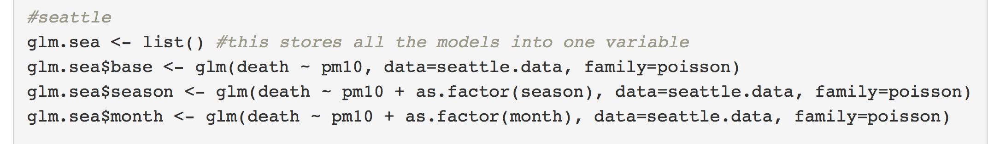 #seattle
glm.sea <- list() #this stores all the models into one variable
glm.sea$base <- glm(death ~ pm10, data=seattle.data, family=poisson)
glm.sea$season <- glm(death ~ pm10 + as.factor(season), data=seattle.data, family=poisson)
glm.sea$month <- glm(death ~ pm10 + as.factor(month), data=seattle.data, family=poisson)